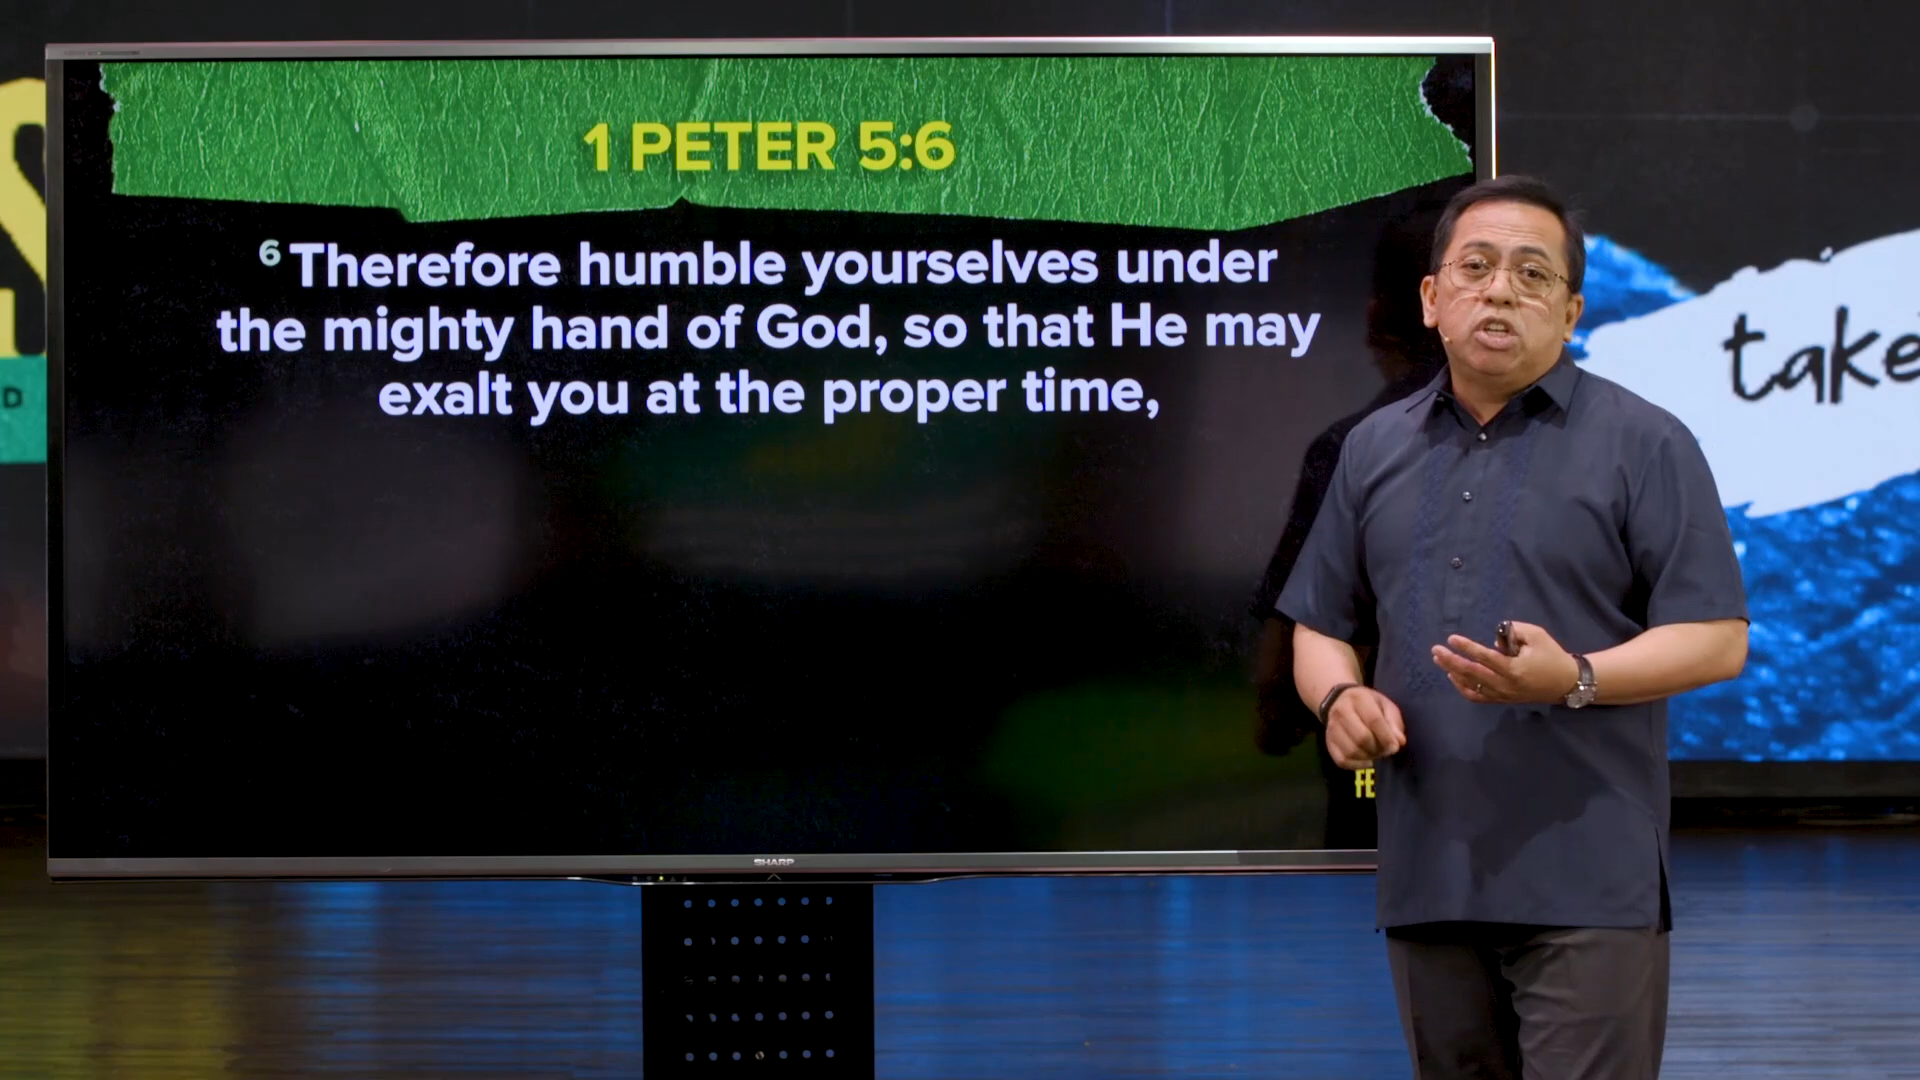 1 PETER 5:6
6 Therefore humble yourselves under
the mighty hand of God, so that He may
exalt you at the proper time,
take
D
FE
SHARP